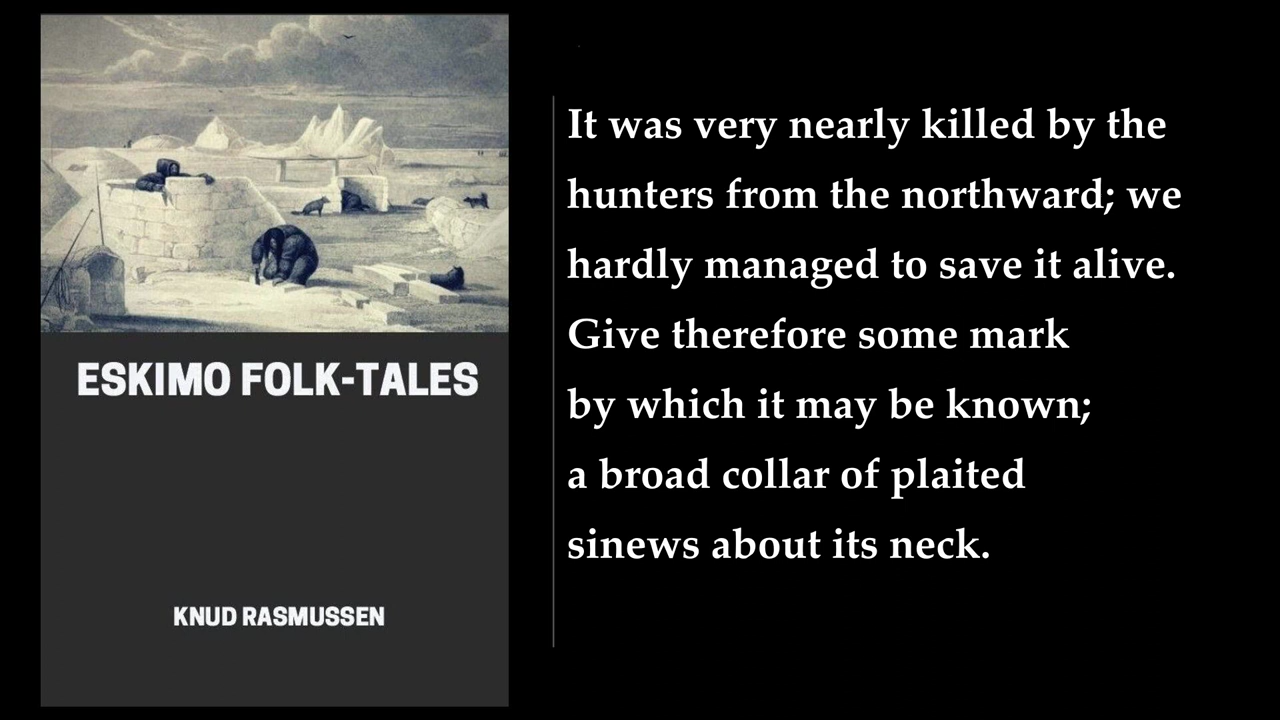 ESKIMO FOLK-TALES
KNUD RASMUSSEN
It was very nearly killed by the
hunters from the northward; we
hardly managed to save it alive.
Give therefore some mark
by which it may be known;
a broad collar of plaited
sinews about its neck.